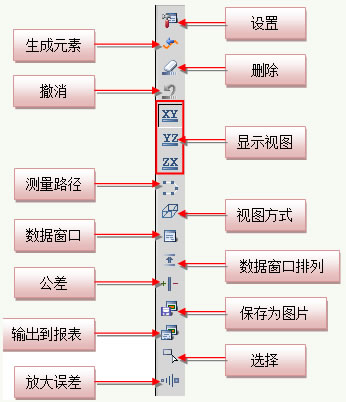 设置
生成元素
删除
撤消
XY
YZ
ZX
显示视图
测量路径
视图方式
数据窗口
数据窗口排列
公差
保存为图片
输出到报表
选择
放大误差